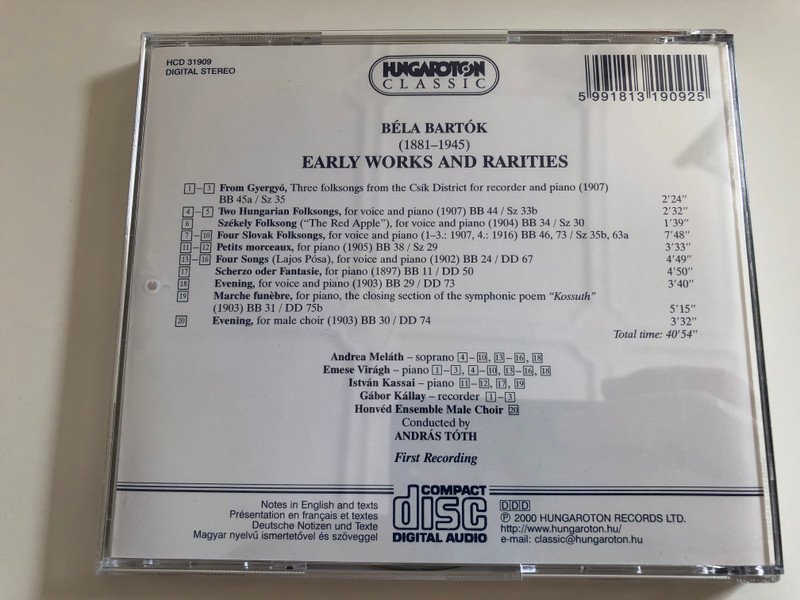 HCD 31909
DIGITAL STEREO
HUNGAROTON
CLASSIC
5 991813 190925
BÉLA BARTÓK
(1881–1945)
EARLY WORKS AND RARITIES
1–3 From Gyergyó, Three folksongs from the Csík District for recorder and piano (1907)
BB 45a / Sz 35 2'24"
4–5 Two Hungarian Folksongs, for voice and piano (1907) BB 44 / Sz 33b 2'32"
6 Székely Folksong ("The Red Apple"), for voice and piano (1904) BB 34 / Sz 30 1'39"
7–10 Four Slovak Folksongs, for voice and piano (1–3.: 1907, 4.: 1916) BB 46, 73 / Sz 35b, 63a 7'48"
11–12 Petits morceaux, for piano (1905) BB 38 / Sz 29 3'33"
13–16 Four Songs (Lajos Pósa), for voice and piano (1902) BB 24 / DD 67 4'49"
17 Scherzo oder Fantasie, for piano (1897) BB 11 / DD 50 4'50"
18 Evening, for voice and piano (1903) BB 29 / DD 73 3'40"
19 Marche funèbre, for piano, the closing section of the symphonic poem "Kossuth"
(1903) BB 31 / DD 75b 5'15"
20 Evening, for male choir (1903) BB 30 / DD 74 3'32"
Total time: 40'54"
Andrea Meláth – soprano 4–10, 13–16, 18
Emese Virágh – piano 1–3, 4–10, 13–16, 18
István Kassai – piano 11–12, 17, 19
Gábor Kállay – recorder 1–3
Honvéd Ensemble Male Choir 20
Conducted by
ANDRÁS TÓTH
First Recording
Notes in English and texts
Présentation en français et textes
Deutsche Notizen und Texte
Magyar nyelvű ismertetővel és szöveggel
COMPACT
disc
DIGITAL AUDIO
DDD
℗ 2000 HUNGAROTON RECORDS LTD.
http://www.hungaroton.hu/
e-mail: classic@hungaroton.hu